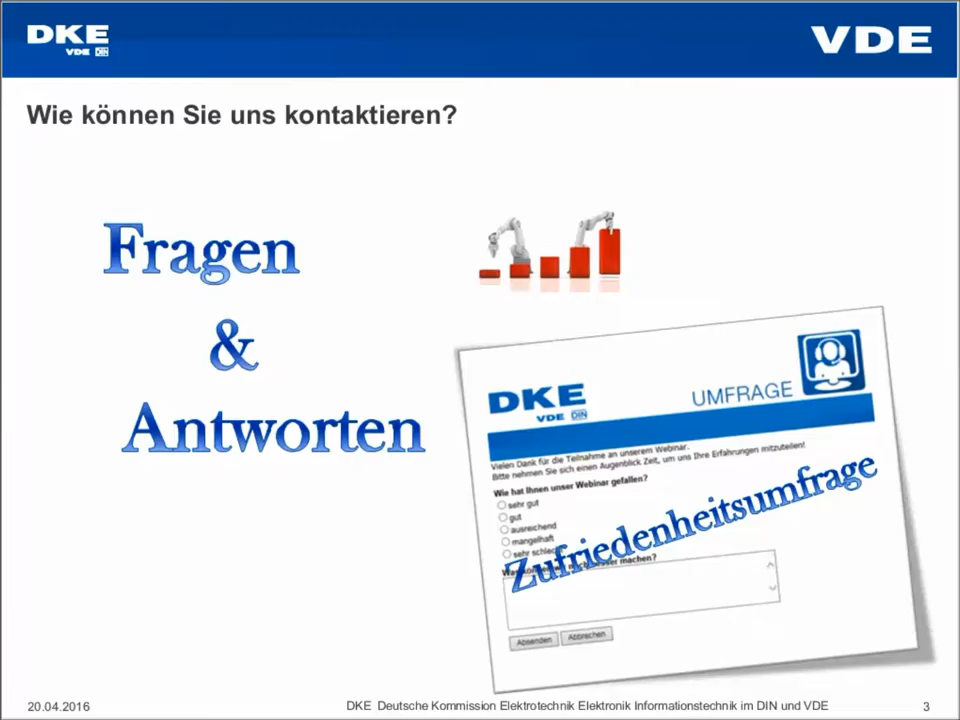 DKE
VDE DIN
VDE
Wie können Sie uns kontaktieren?
Fragen
&
Antworten
DKE
VDE DIN
UMFRAGE
Vielen Dank für die Teilnahme an unserem Webinar.
Bitte nehmen Sie sich einen Augenblick Zeit, um uns Ihre Erfahrungen mitzuteilen!
Wie hat Ihnen unser Webinar gefallen?
sehr gut
gut
ausreichend
mangelhaft
sehr schlecht
Zufriedenheitsumfrage
machen?
Absenden Abbrechen
20.04.2016 DKE Deutsche Kommission Elektrotechnik Elektronik Informationstechnik im DIN und VDE 3